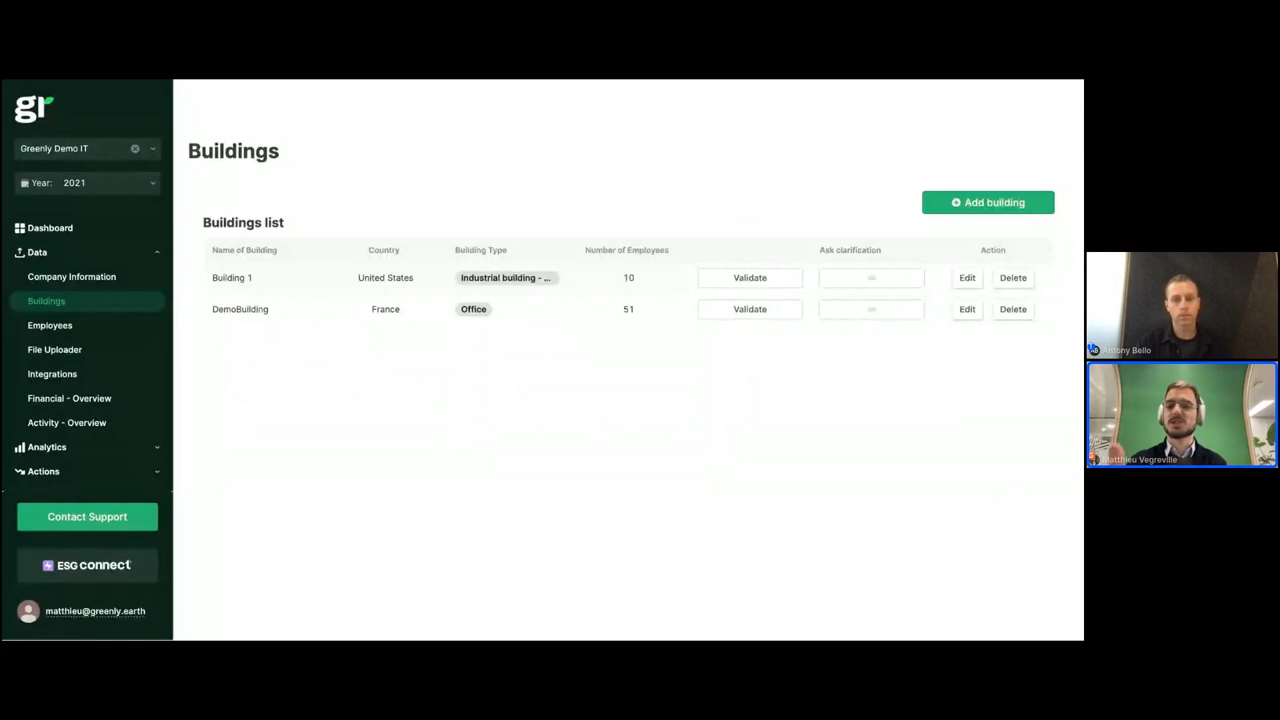 gr
Greenly Demo IT
Year: 2021
Dashboard
Data
Company Information
Buildings
Employees
File Uploader
Integrations
Financial - Overview
Activity - Overview
Analytics
Actions
Contact Support
ESG connect
matthieu@greenly.earth
Buildings
Add building
Buildings list
Name of Building Country Building Type Number of Employees Ask clarification Action
Building 1 United States Industrial building - ... 10 Validate Edit Delete
DemoBuilding France Office 51 Validate Edit Delete
Antony Bello
Matthieu Vegreville